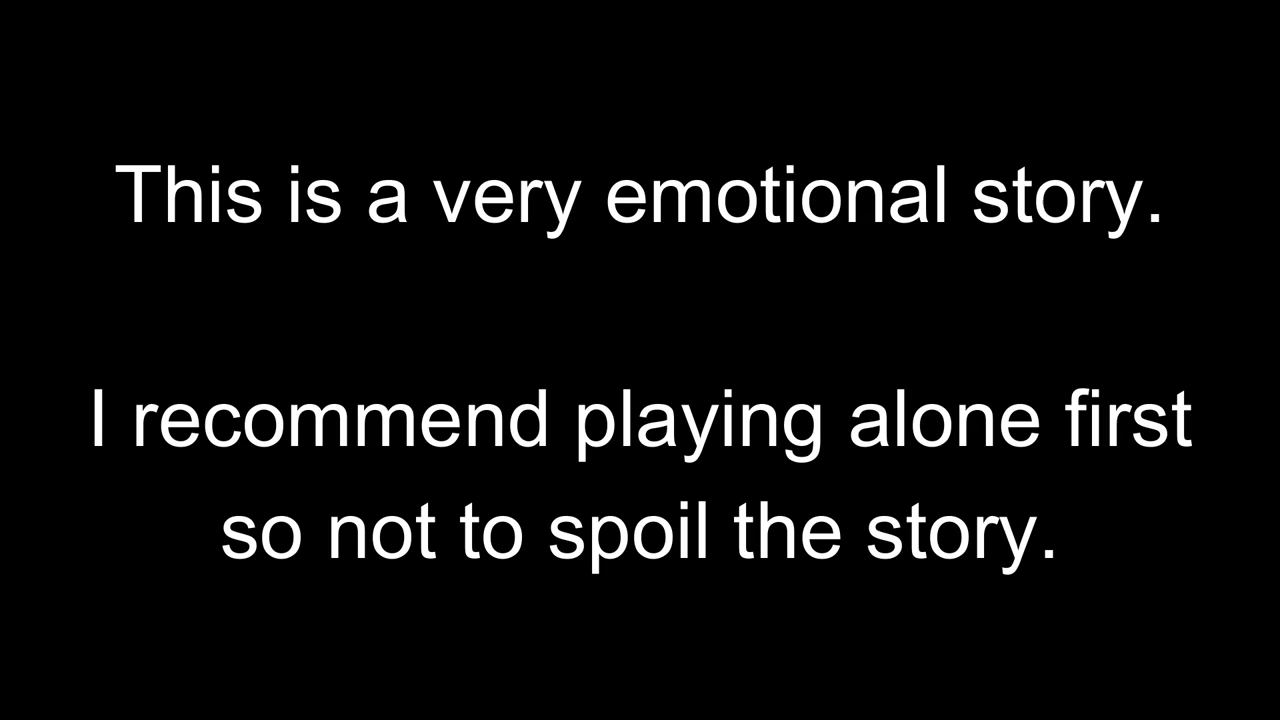 This is a very emotional story.
I recommend playing alone first
so not to spoil the story.